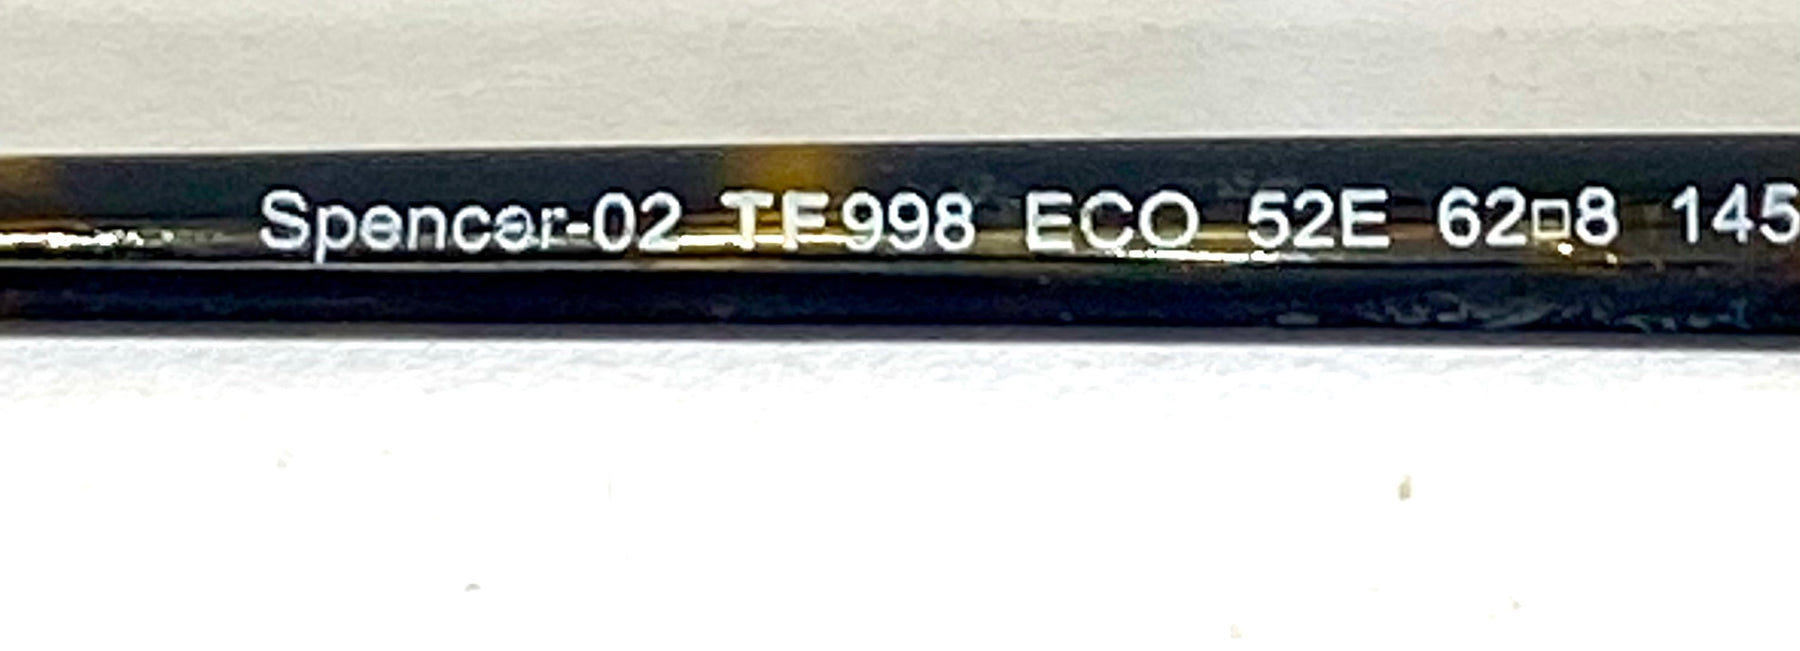 Spencer-02 TF998 ECO 52E 62□8 145